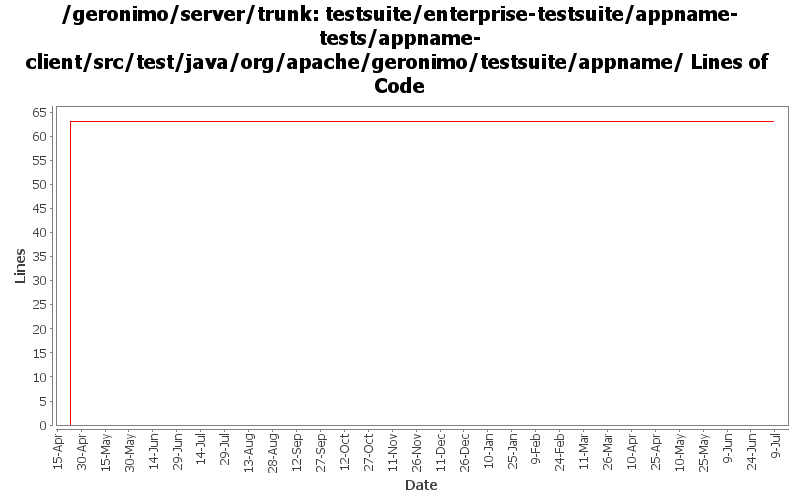 /geronimo/server/trunk: testsuite/enterprise-testsuite/appname-
tests/appname-
client/src/test/java/org/apache/geronimo/testsuite/appname/ Lines of
Code
65
60
55
50
45
40
35
30
25
20
15
10
5
0
Lines
15-Apr
30-Apr
15-May
30-May
14-Jun
29-Jun
14-Jul
29-Jul
13-Aug
28-Aug
12-Sep
27-Sep
12-Oct
27-Oct
11-Nov
26-Nov
11-Dec
26-Dec
10-Jan
25-Jan
9-Feb
24-Feb
11-Mar
26-Mar
10-Apr
25-Apr
10-May
25-May
9-Jun
24-Jun
9-Jul
Date